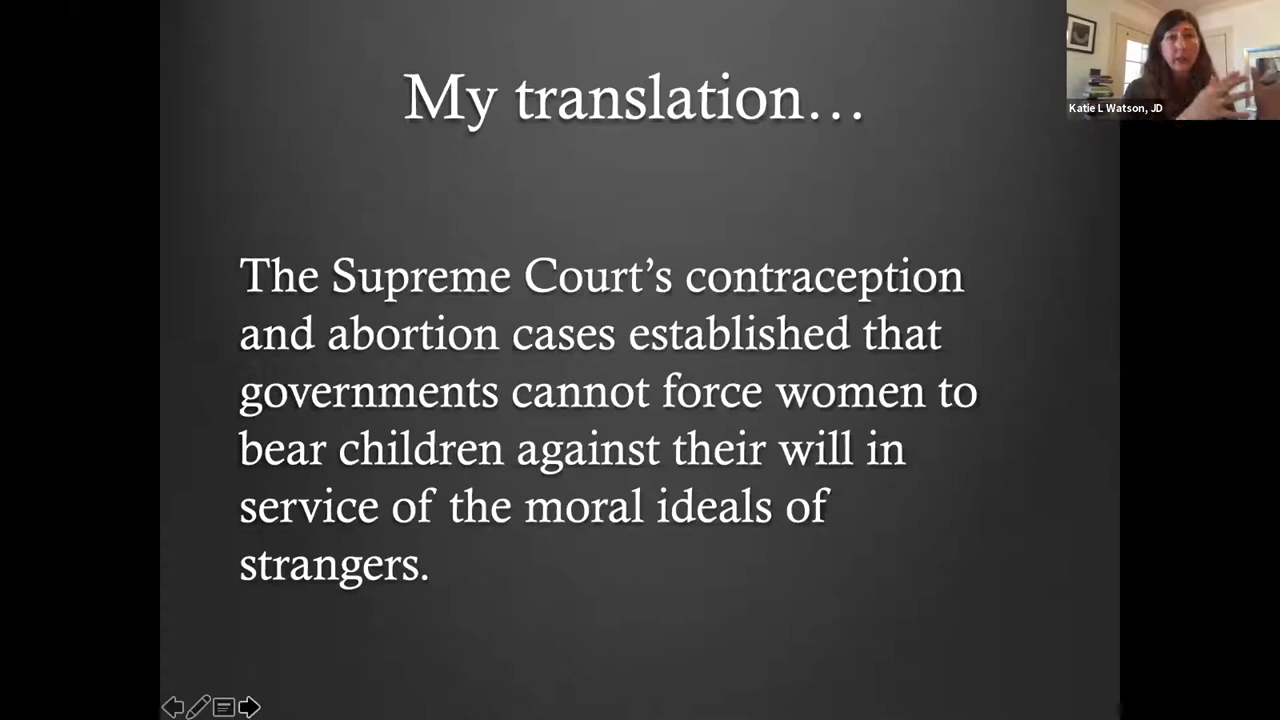 My translation…
Katie L Watson, JD
The Supreme Court’s contraception
and abortion cases established that
governments cannot force women to
bear children against their will in
service of the moral ideals of
strangers.